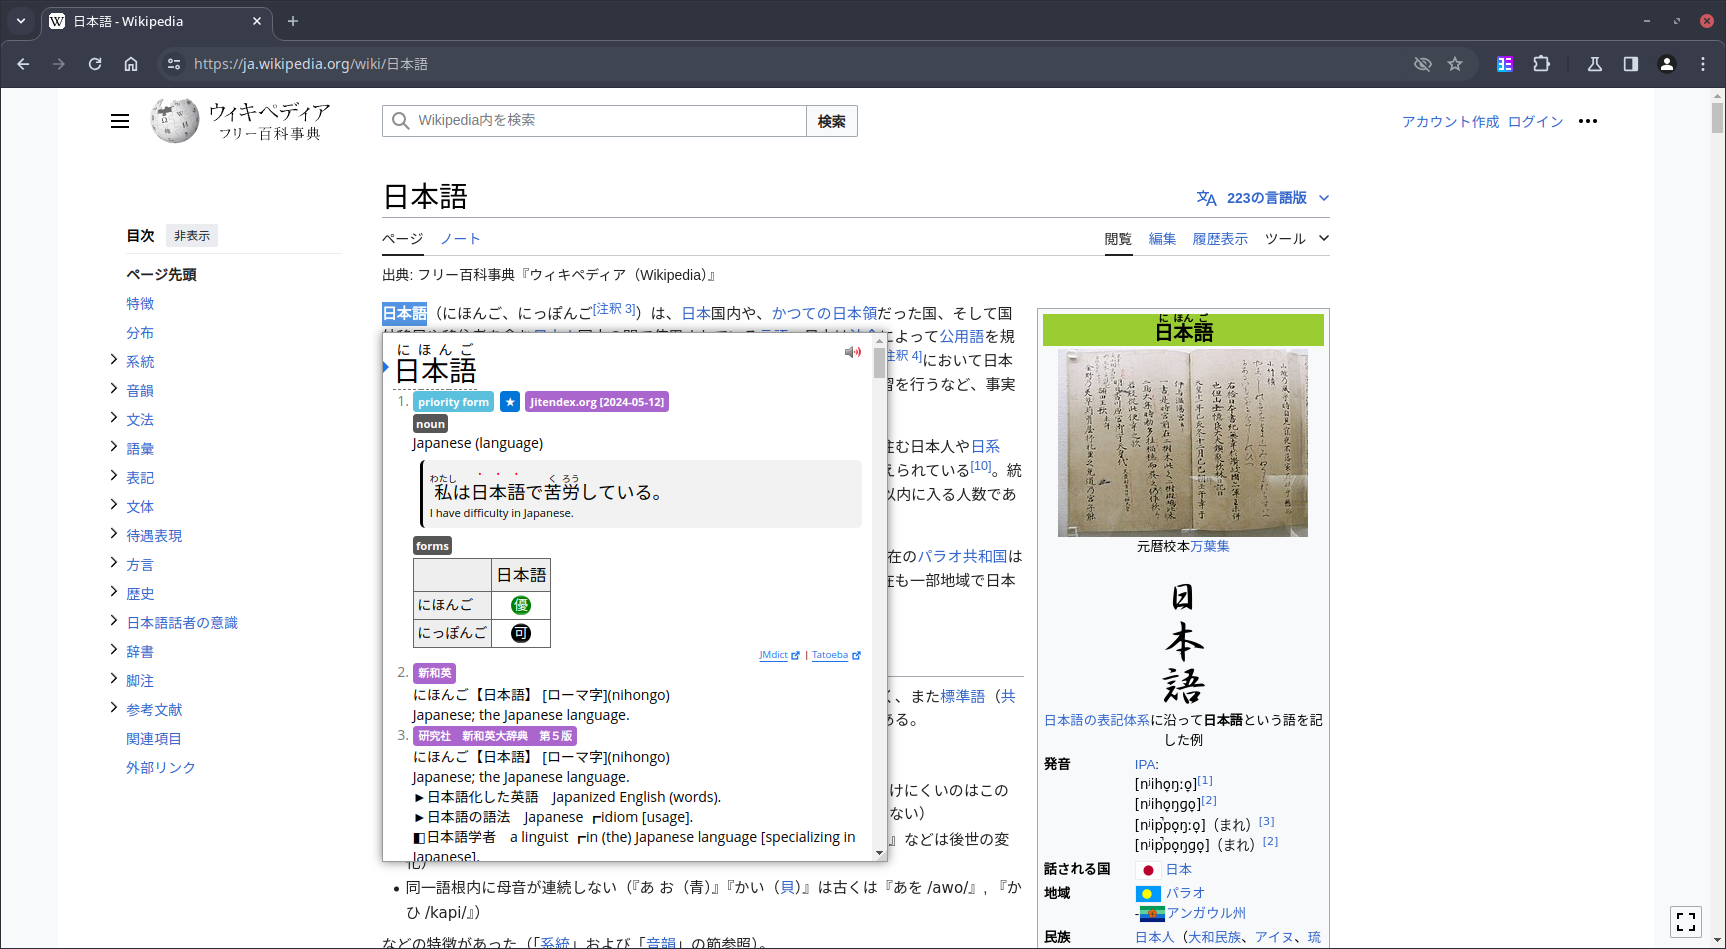 日本語 - Wikipedia
https://ja.wikipedia.org/wiki/日本語
ウィキペディア
フリー百科事典
Wikipedia内を検索
検索
アカウント作成 ログイン
目次 非表示
ページ先頭
特徴
分布
系統
音韻
文法
語彙
表記
文体
待遇表現
方言
歴史
日本語話者の意識
辞書
脚注
参考文献
関連項目
外部リンク
日本語
223の言語版
ページ ノート 閲覧 編集 履歴表示 ツール
出典: フリー百科事典『ウィキペディア（Wikipedia）』
日本語（にほんご、にっぽんご[注釈 3]）は、日本国内や、かつての日本領だった国、そして国
によって公用語を規
注釈 4]において日本
習を行うなど、事実
住む日本人や日系
えられている[10]。統
以内に入る人数であ
在のパラオ共和国は
在も一部地域で日本
く、また標準語（共
ある。
けにくいのはこの
ない）
』などは後世の変
化）
にほんご
日本語
1. priority form ★ Jitendex.org [2024-05-12]
noun
Japanese (language)
わたし く ろう
私は日本語で苦労している。
I have difficulty in Japanese.
forms
日本語
にほんご 優
にっぽんご 可
JMdict | Tatoeba
2. 新和英
にほんご【日本語】 [ローマ字](nihongo)
Japanese; the Japanese language.
3. 研究社 新和英大辞典 第５版
にほんご【日本語】 [ローマ字](nihongo)
Japanese; the Japanese language.
►日本語化した英語 Japanized English (words).
►日本語の語法 Japanese ┏idiom [usage].
◧日本語学者 a linguist ┏in (the) Japanese language [specializing in
Japanese].
• 同一語根内に母音が連続しない（『あ お（青）』『かい（貝）』は古くは『あを /awo/』, 『か
ひ /kapi/』）
などの特徴があった（「系統」および「音韻」の節参照）。
に ほん ご
日本語
元暦校本万葉集
日
本
語
日本語の表記体系に沿って日本語という語を記
した例
発音 IPA:
[nʲihoŋːo][1]
[nʲihoŋɡo][2]
[nʲippoŋːo]（まれ）[3]
[nʲippoŋɡo]（まれ）[2]
話される国 日本
地域 パラオ
-アンガウル州
民族 日本人（大和民族、アイヌ、琉